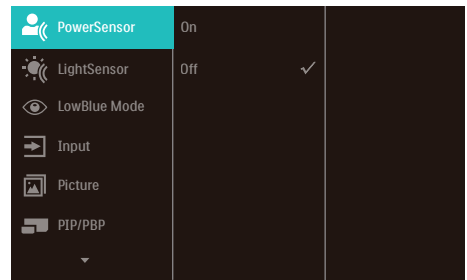 PowerSensor
On
LightSensor
Off
LowBlue Mode
Input
Picture
PIP/PBP